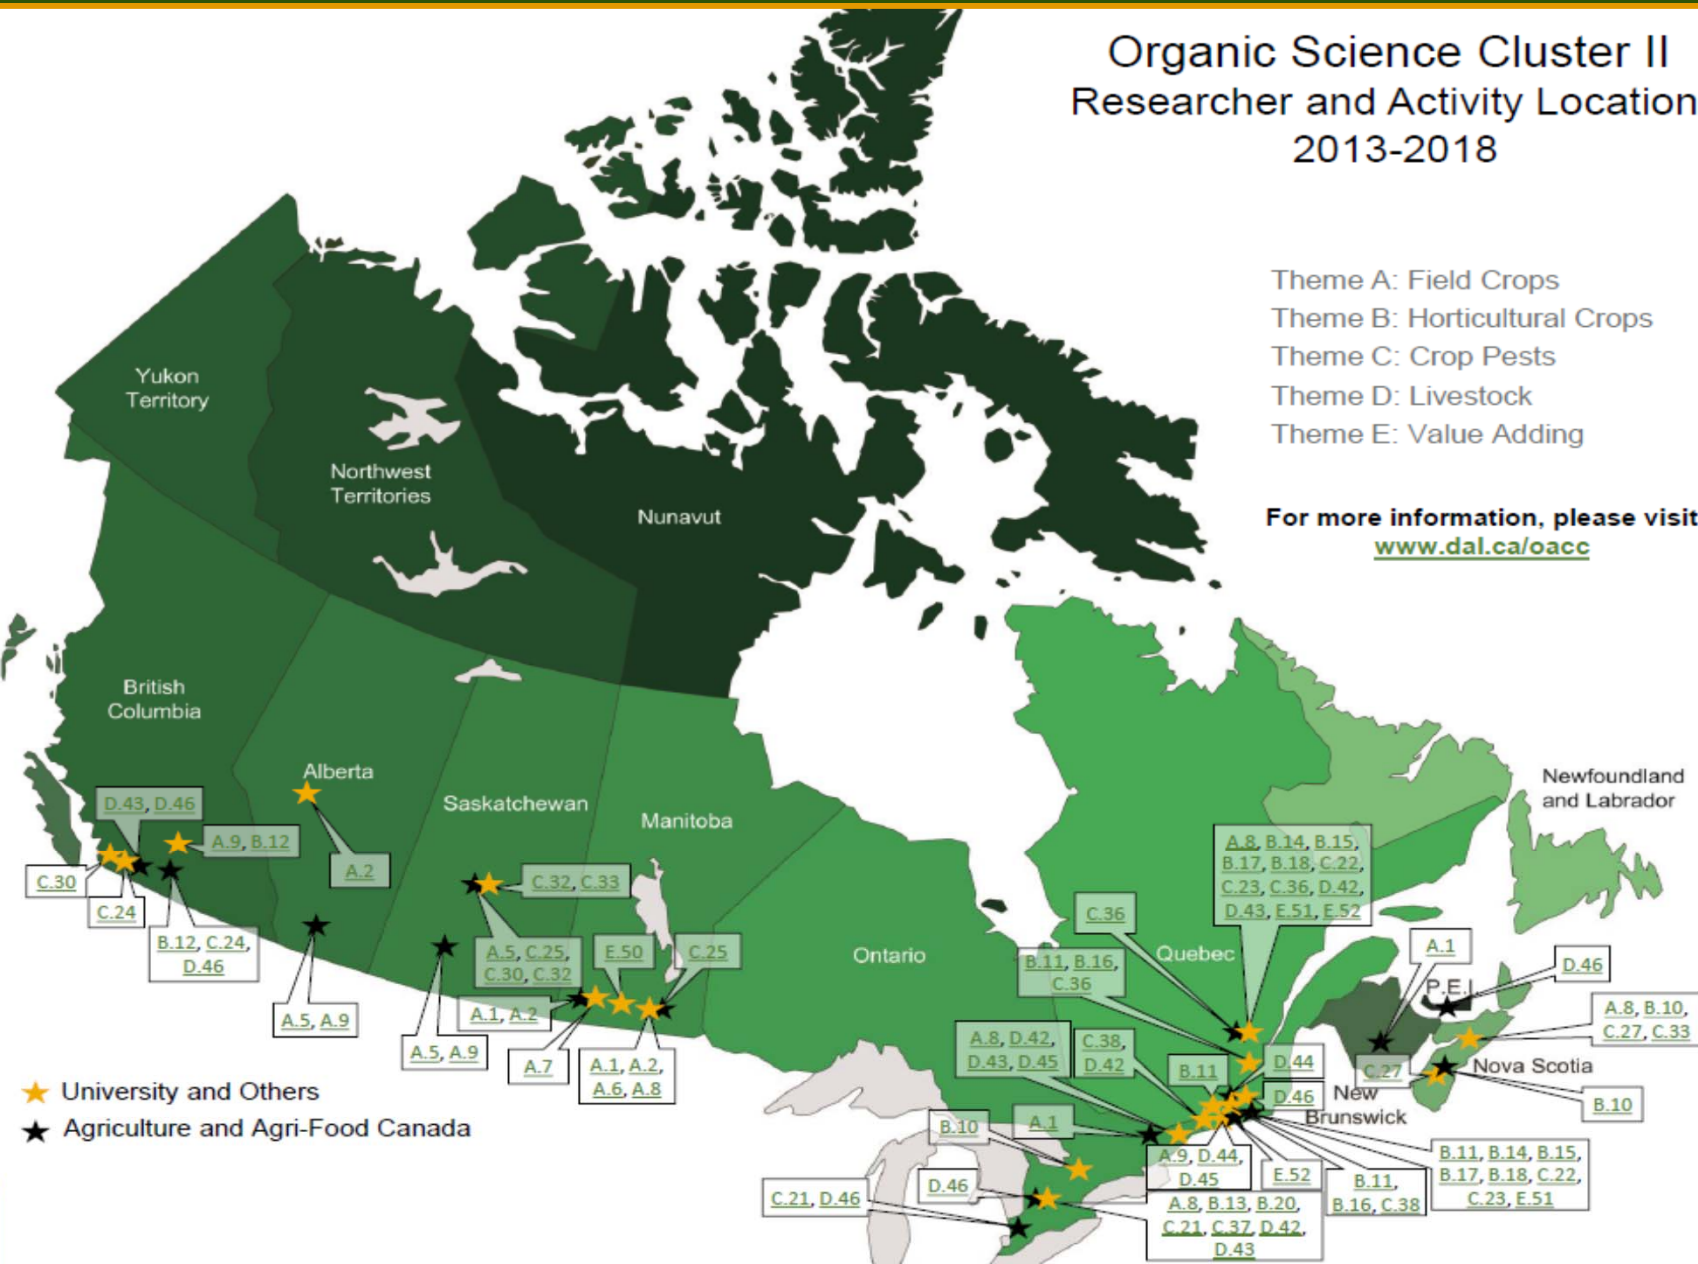 Organic Science Cluster II
Researcher and Activity Location
2013-2018
Theme A: Field Crops
Theme B: Horticultural Crops
Theme C: Crop Pests
Theme D: Livestock
Theme E: Value Adding
For more information, please visit
www.dal.ca/oacc
Yukon
Territory
Northwest
Territories
Nunavut
British
Columbia
Alberta
Saskatchewan
Manitoba
Ontario
Quebec
Newfoundland
and Labrador
P.E.I.
Nova Scotia
New
Brunswick
D.43, D.46
A.9, B.12
C.30
C.24
B.12, C.24,
D.46
A.2
A.5, A.9
C.32, C.33
A.5, C.25,
C.30, C.32
A.5, A.9
E.50
C.25
A.1, A.2
A.7
A.1, A.2,
A.6, A.8
A.8, B.14, B.15,
B.17, B.18, C.22,
C.23, C.36, D.42,
D.43, E.51, E.52
C.36
B.11, B.16,
C.36
A.1
D.46
A.8, B.10,
C.27, C.33
C.27
B.10
A.8, D.42,
D.43, D.45
C.38,
D.42
B.11
D.44
D.46
A.1
B.10
D.46
C.21, D.46
A.9, D.44,
D.45
E.52
B.11,
B.16, C.38
B.11, B.14, B.15,
B.17, B.18, C.22,
C.23, E.51
A.8, B.13, B.20,
C.21, C.37, D.42,
D.43
University and Others
Agriculture and Agri-Food Canada